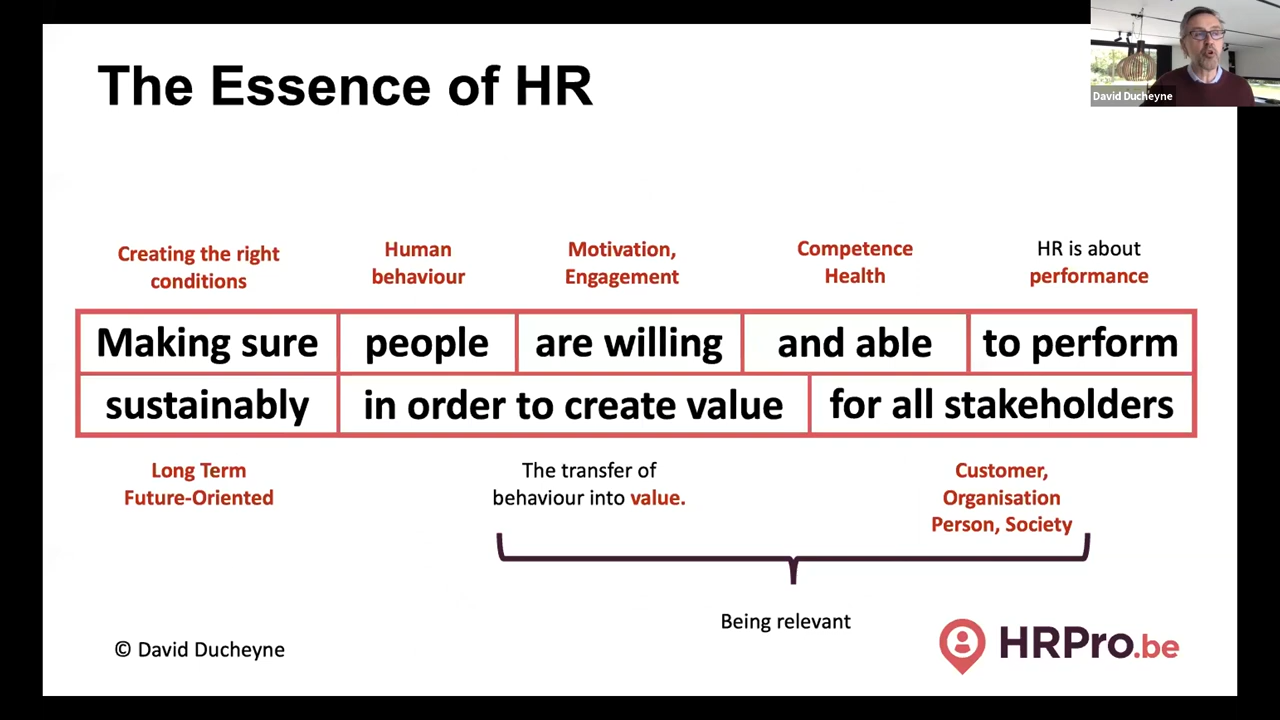 The Essence of HR
David Ducheyne
Creating the right
conditions
Human
behaviour
Motivation,
Engagement
Competence
Health
HR is about
performance
Making sure people are willing and able to perform
sustainably in order to create value for all stakeholders
Long Term
Future-Oriented
The transfer of
behaviour into value.
Customer,
Organisation
Person, Society
Being relevant
© David Ducheyne
HRPro.be